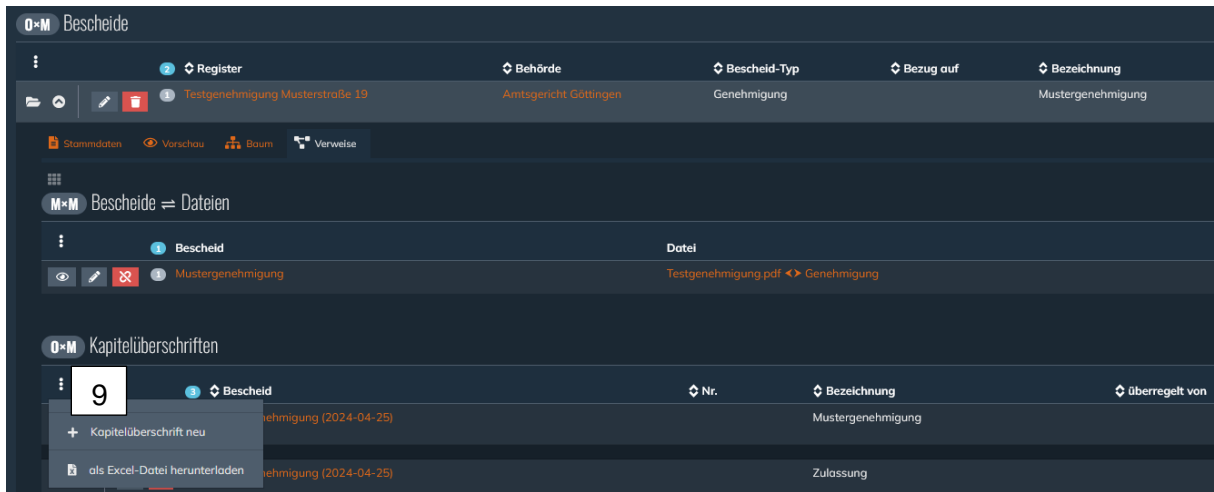 O×M Bescheide
2 Register Behörde Bescheid-Typ Bezug auf Bezeichnung
1 Testgenehmigung Musterstraße 19 Amtsgericht Göttingen Genehmigung Mustergenehmigung
Stammdaten Vorschau Baum Verweise
M×M Bescheide ⇌ Dateien
1 Bescheid Datei
1 Mustergenehmigung Testgenehmigung.pdf <> Genehmigung
O×M Kapitelüberschriften
9 3 Bescheid Nr. Bezeichnung überregelt von
ehmigung (2024-04-25) Mustergenehmigung
+ Kapitelüberschrift neu
als Excel-Datei herunterladen
ehmigung (2024-04-25) Zulassung